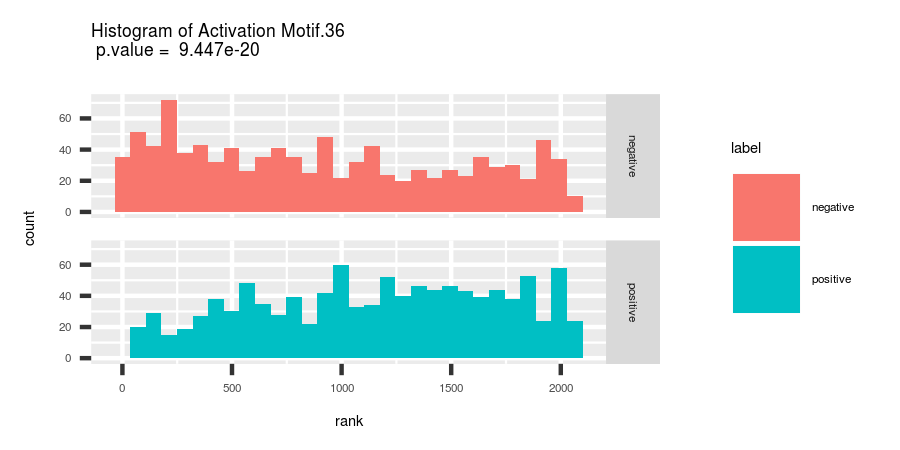 Histogram of Activation Motif.36
p.value = 9.447e-20
count
60
40
20
0
negative
60
40
20
0
positive
0 500 1000 1500 2000
rank
label
negative
positive